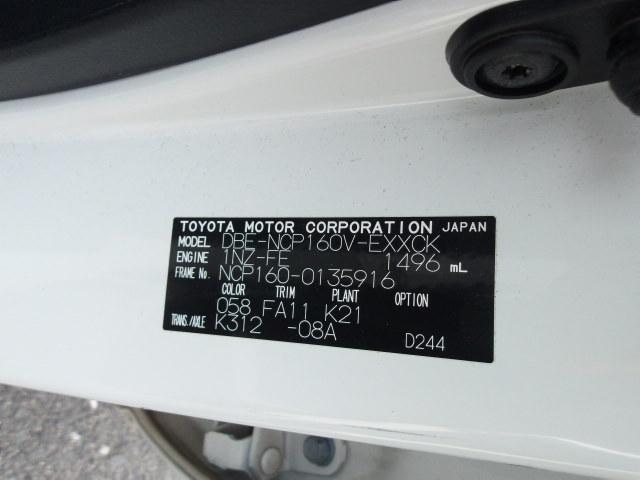 TOYOTA MOTOR CORPORATION JAPAN
MODEL DBE-NCP160V-EXXCK
ENGINE 1NZ-FE 1496 mL
FRAME No. NCP160-0135916
COLOR TRIM PLANT OPTION
058 FA11 K21
TRANS./AXLE K312 -08A
D244